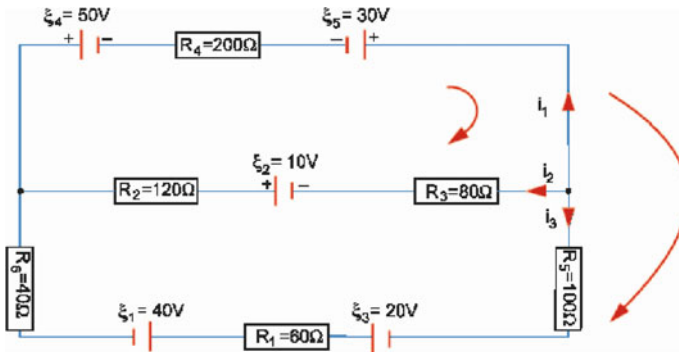 ξ4= 50V
ξ5= 30V
+ − − +
R4=200Ω
i1
ξ2= 10V
i2
+ −
R2=120Ω
R3=80Ω
i3
R6=40Ω
R5=100Ω
ξ1= 40V
ξ3= 20V
R1=60Ω